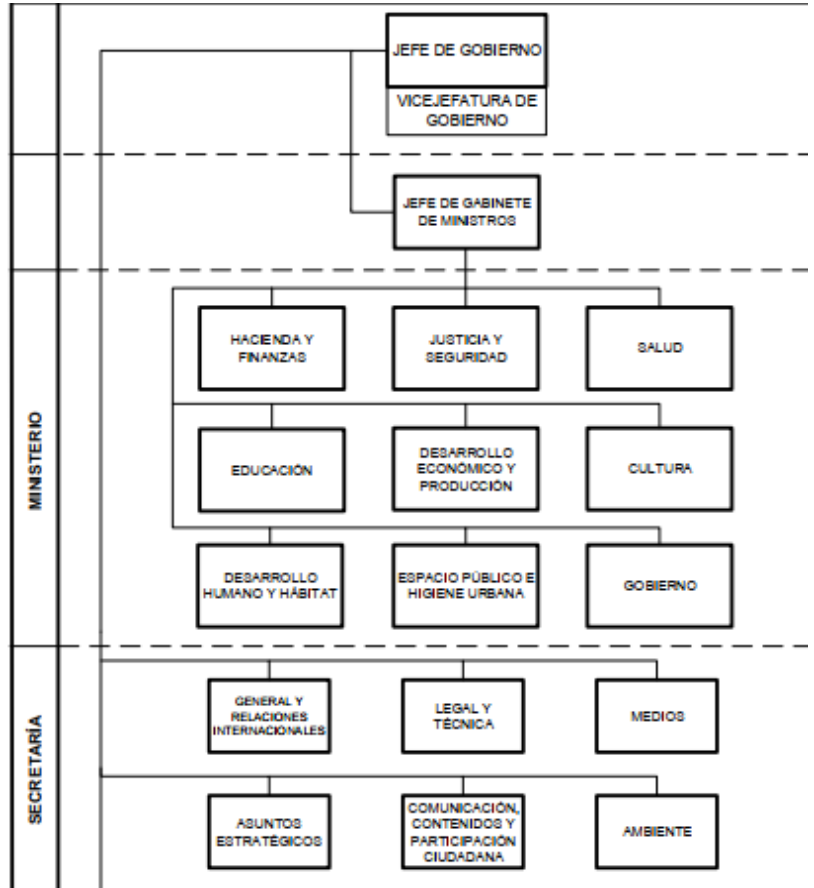 JEFE DE GOBIERNO
VICEJEFATURA DE
GOBIERNO
JEFE DE GABINETE
DE MINISTROS
MINISTERIO
HACIENDA Y
FINANZAS
JUSTICIA Y
SEGURIDAD
SALUD
EDUCACIÓN
DESARROLLO
ECONÓMICO Y
PRODUCCIÓN
CULTURA
DESARROLLO
HUMANO Y HÁBITAT
ESPACIO PÚBLICO E
HIGIENE URBANA
GOBIERNO
SECRETARÍA
GENERAL Y
RELACIONES
INTERNACIONALES
LEGAL Y
TÉCNICA
MEDIOS
ASUNTOS
ESTRATÉGICOS
COMUNICACIÓN,
CONTENIDOS Y
PARTICIPACIÓN
CIUDADANA
AMBIENTE